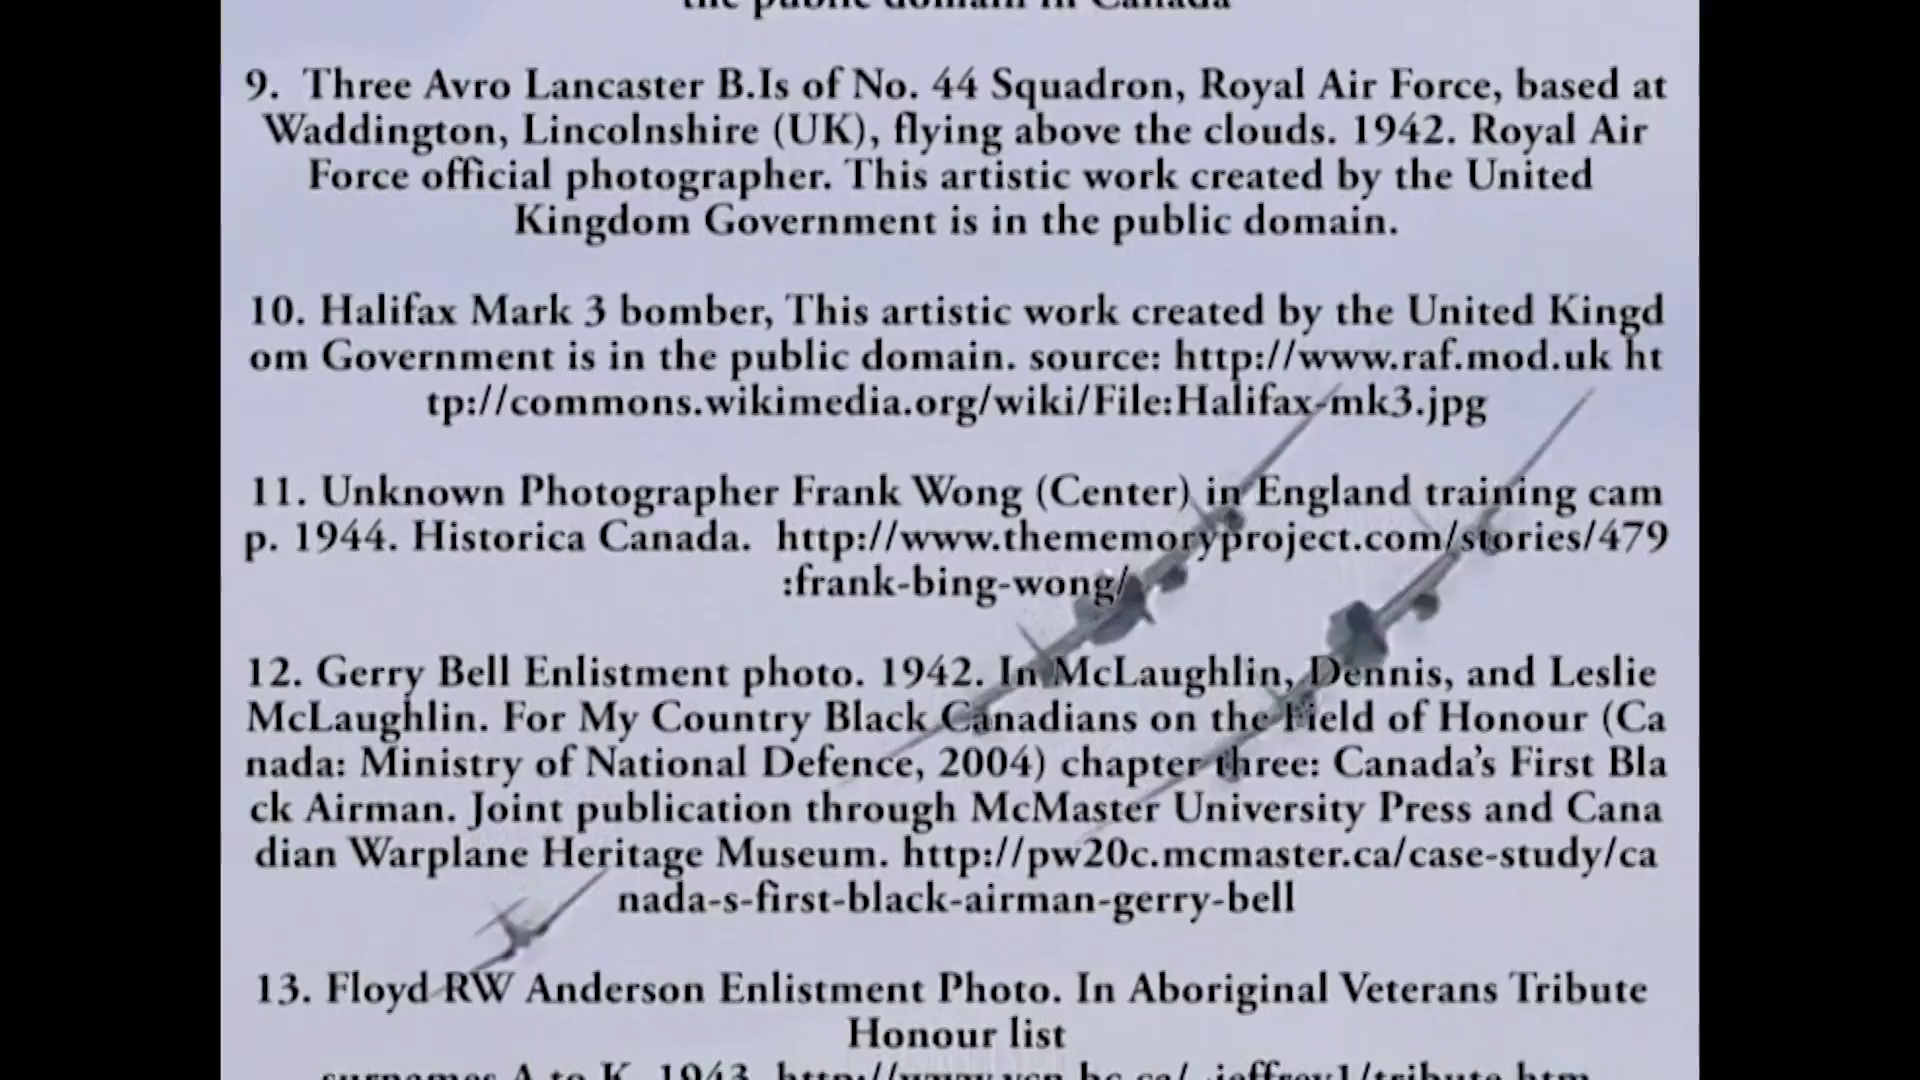 the public domain in Canada
9. Three Avro Lancaster B.Is of No. 44 Squadron, Royal Air Force, based at
Waddington, Lincolnshire (UK), flying above the clouds. 1942. Royal Air
Force official photographer. This artistic work created by the United
Kingdom Government is in the public domain.
10. Halifax Mark 3 bomber, This artistic work created by the United Kingd
om Government is in the public domain. source: http://www.raf.mod.uk ht
tp://commons.wikimedia.org/wiki/File:Halifax-mk3.jpg
11. Unknown Photographer Frank Wong (Center) in England training cam
p. 1944. Historica Canada. http://www.thememoryproject.com/stories/479
:frank-bing-wong/
12. Gerry Bell Enlistment photo. 1942. In McLaughlin, Dennis, and Leslie
McLaughlin. For My Country Black Canadians on the Field of Honour (Ca
nada: Ministry of National Defence, 2004) chapter three: Canada's First Bla
ck Airman. Joint publication through McMaster University Press and Cana
dian Warplane Heritage Museum. http://pw20c.mcmaster.ca/case-study/ca
nada-s-first-black-airman-gerry-bell
13. Floyd RW Anderson Enlistment Photo. In Aboriginal Veterans Tribute
Honour list
surnames A to K. 1943.